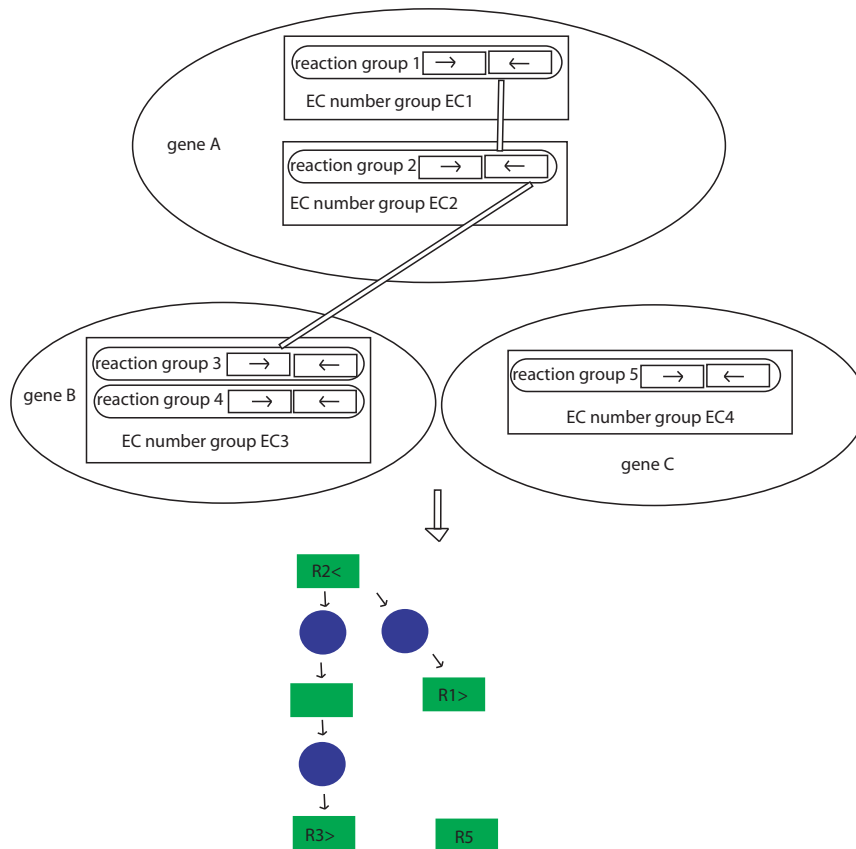 reaction group 1 → ←
EC number group EC1
gene A
reaction group 2 → ←
EC number group EC2
reaction group 3 → ←
gene B
reaction group 4 → ←
EC number group EC3
reaction group 5 → ←
EC number group EC4
gene C
R2<
R1>
R3>
R5